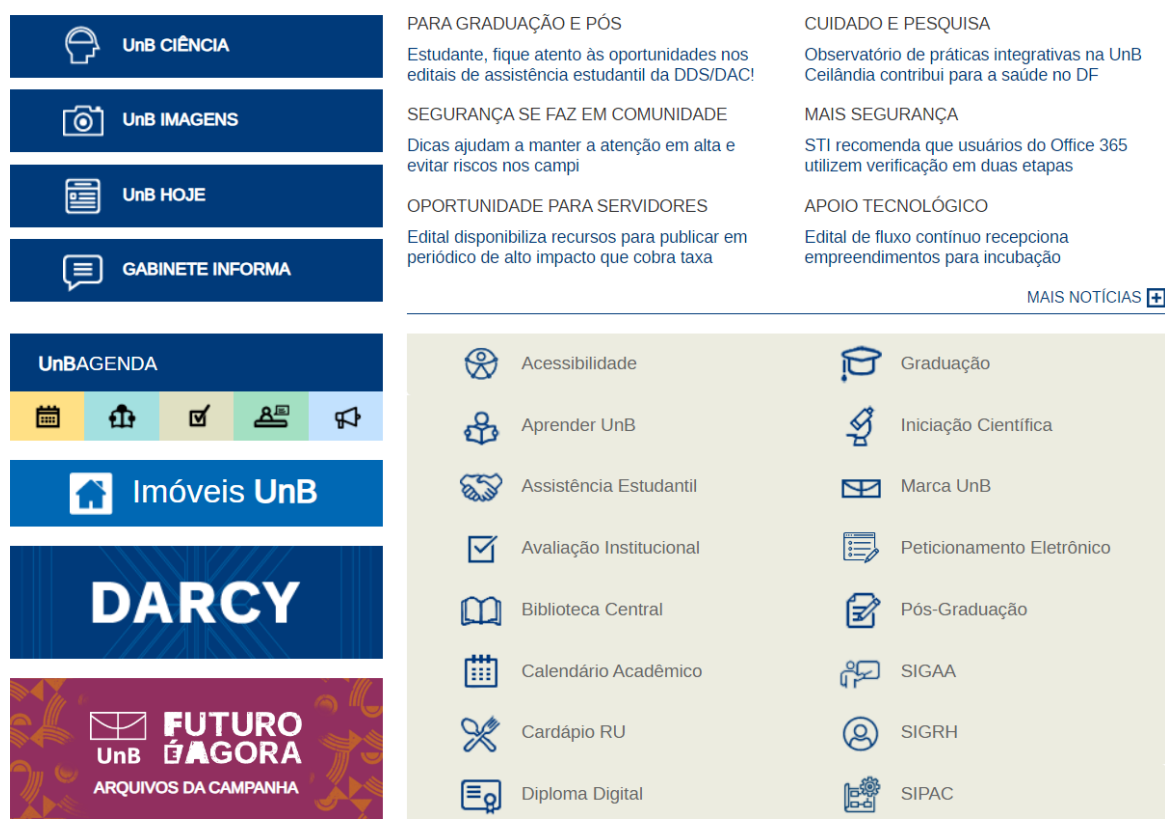 UnB CIÊNCIA
UnB IMAGENS
UnB HOJE
GABINETE INFORMA
PARA GRADUAÇÃO E PÓS
Estudante, fique atento às oportunidades nos
editais de assistência estudantil da DDS/DAC!
SEGURANÇA SE FAZ EM COMUNIDADE
Dicas ajudam a manter a atenção em alta e
evitar riscos nos campi
OPORTUNIDADE PARA SERVIDORES
Edital disponibiliza recursos para publicar em
periódico de alto impacto que cobra taxa
CUIDADO E PESQUISA
Observatório de práticas integrativas na UnB
Ceilândia contribui para a saúde no DF
MAIS SEGURANÇA
STI recomenda que usuários do Office 365
utilizem verificação em duas etapas
APOIO TECNOLÓGICO
Edital de fluxo contínuo recepciona
empreendimentos para incubação
MAIS NOTÍCIAS
UnBAGENDA
Imóveis UnB
DARCY
UnB
FUTURO
É AGORA
ARQUIVOS DA CAMPANHA
Acessibilidade
Aprender UnB
Assistência Estudantil
Avaliação Institucional
Biblioteca Central
Calendário Acadêmico
Cardápio RU
Diploma Digital
Graduação
Iniciação Científica
Marca UnB
Peticionamento Eletrônico
Pós-Graduação
SIGAA
SIGRH
SIPAC